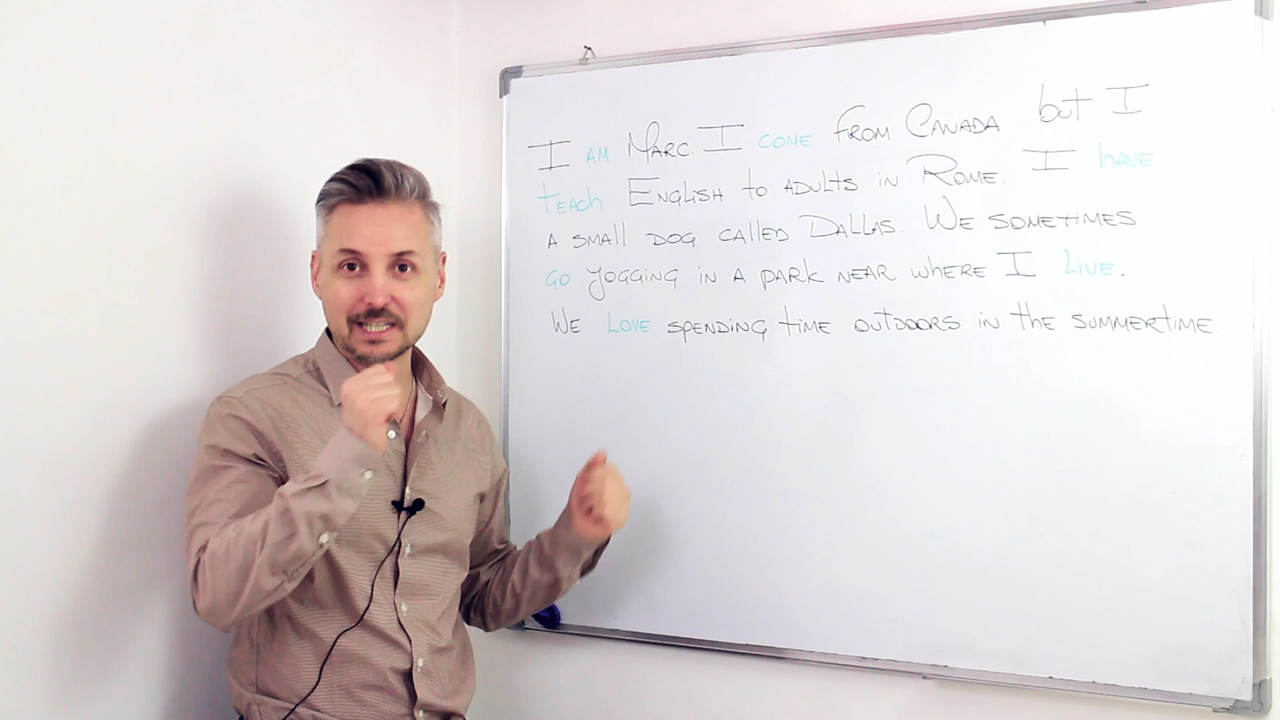 I AM MARC. I COME FROM CANADA but I
TEACH ENGLISH TO ADULTS IN ROME. I HAVE
A SMALL DOG CALLED DALLAS. WE SOMETIMES
GO JOGGING IN A PARK NEAR WHERE I LIVE.
WE LOVE SPENDING TIME OUTDOORS IN THE SUMMERTIME.